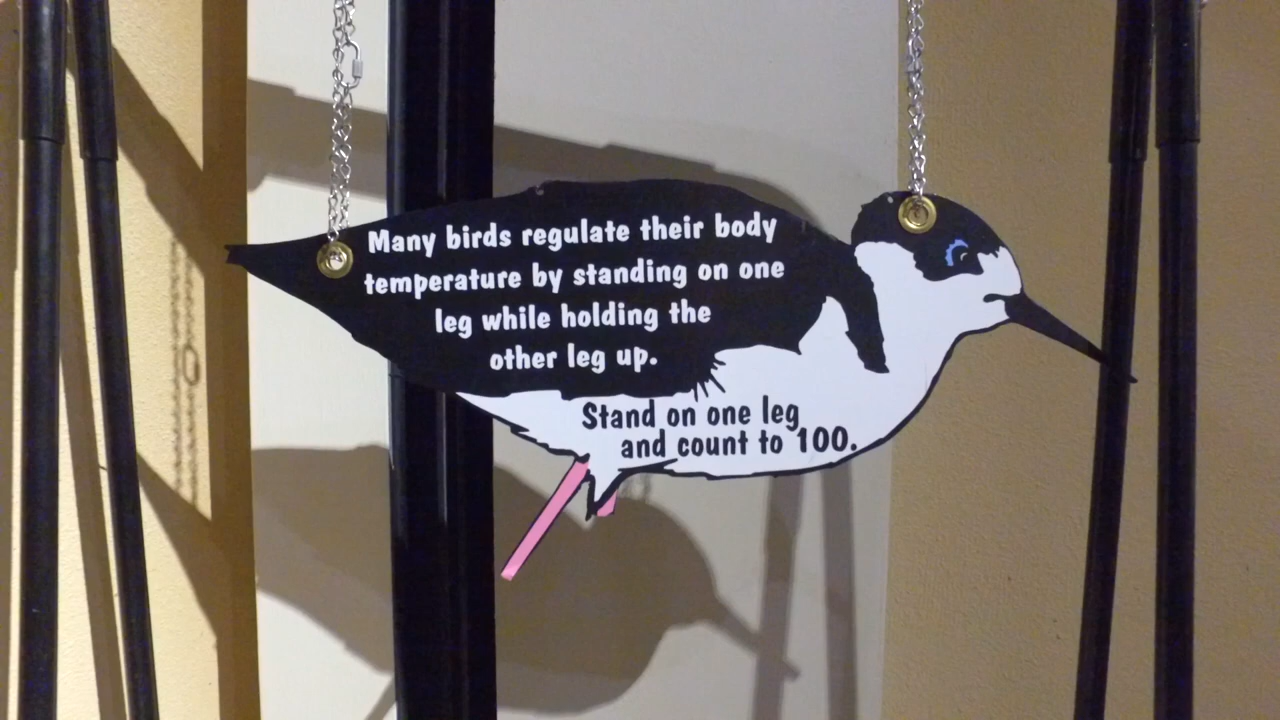 Many birds regulate their body
temperature by standing on one
leg while holding the
other leg up.
Stand on one leg
and count to 100.